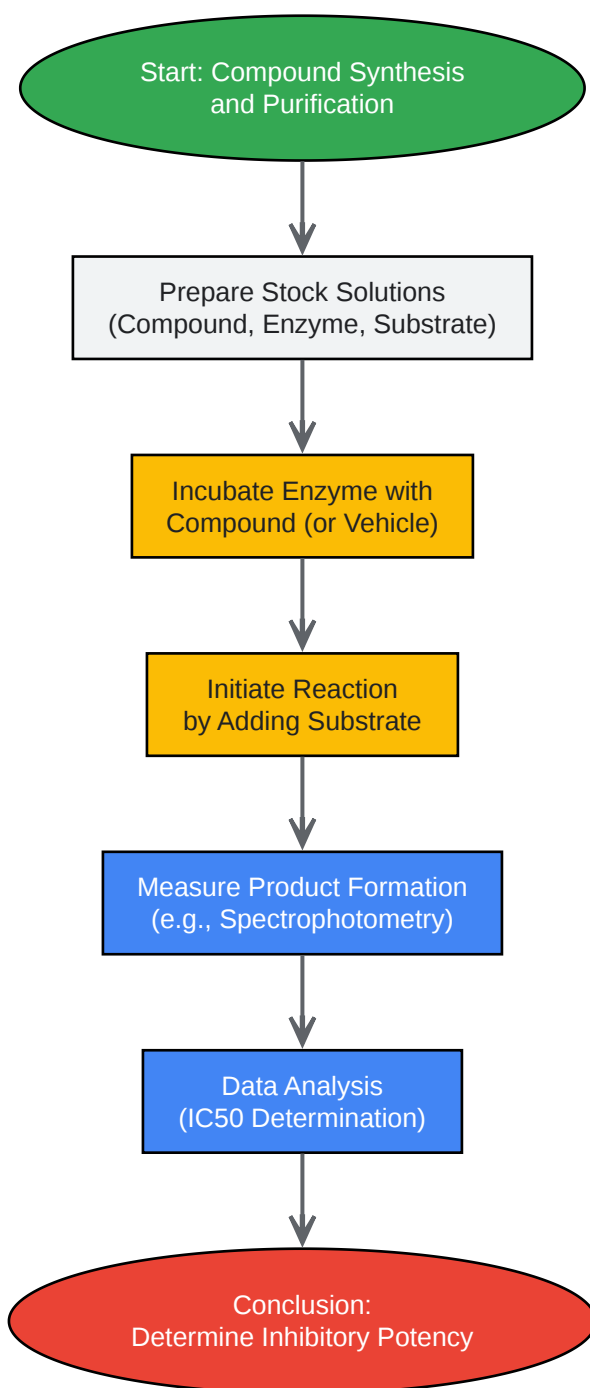 Start: Compound Synthesis
and Purification
Prepare Stock Solutions
(Compound, Enzyme, Substrate)
Incubate Enzyme with
Compound (or Vehicle)
Initiate Reaction
by Adding Substrate
Measure Product Formation
(e.g., Spectrophotometry)
Data Analysis
(IC50 Determination)
Conclusion:
Determine Inhibitory Potency